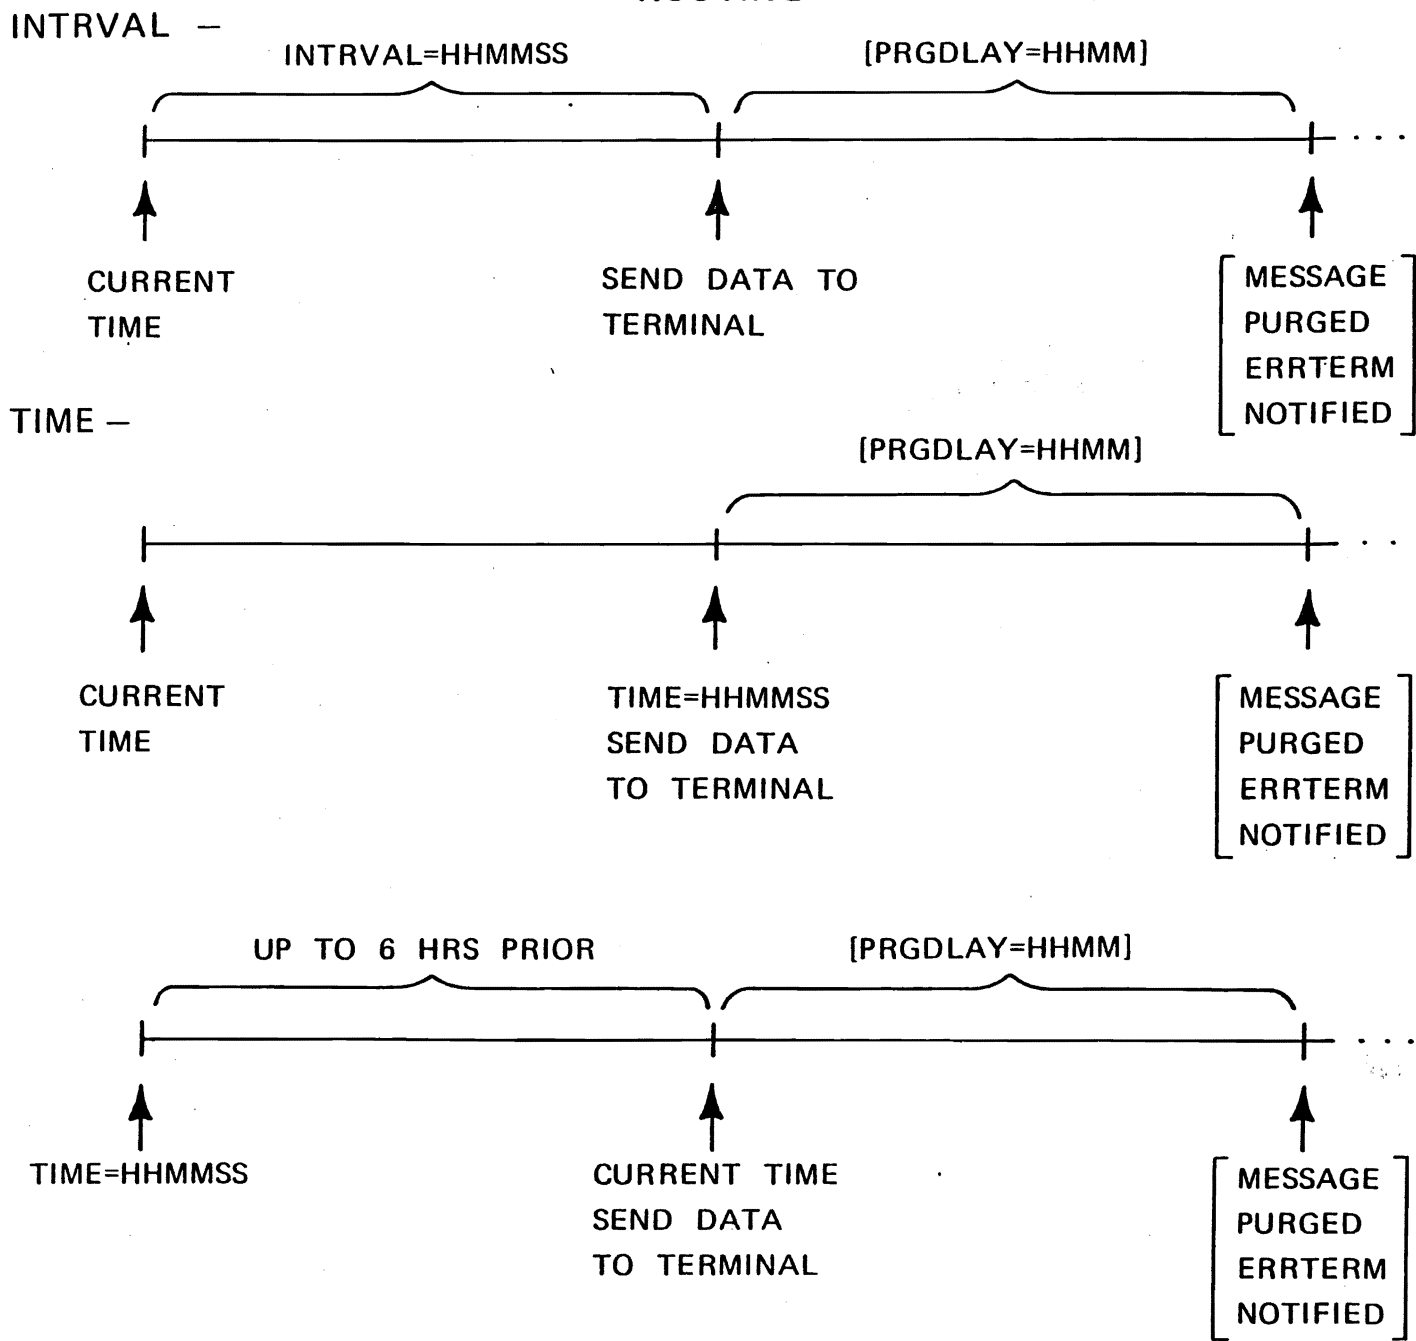 INTRVAL –
INTRVAL=HHMMSS
[PRGDLAY=HHMM]
CURRENT
TIME
SEND DATA TO
TERMINAL
MESSAGE
PURGED
ERRTERM
NOTIFIED
TIME –
[PRGDLAY=HHMM]
CURRENT
TIME
TIME=HHMMSS
SEND DATA
TO TERMINAL
MESSAGE
PURGED
ERRTERM
NOTIFIED
UP TO 6 HRS PRIOR
[PRGDLAY=HHMM]
TIME=HHMMSS
CURRENT TIME
SEND DATA
TO TERMINAL
MESSAGE
PURGED
ERRTERM
NOTIFIED